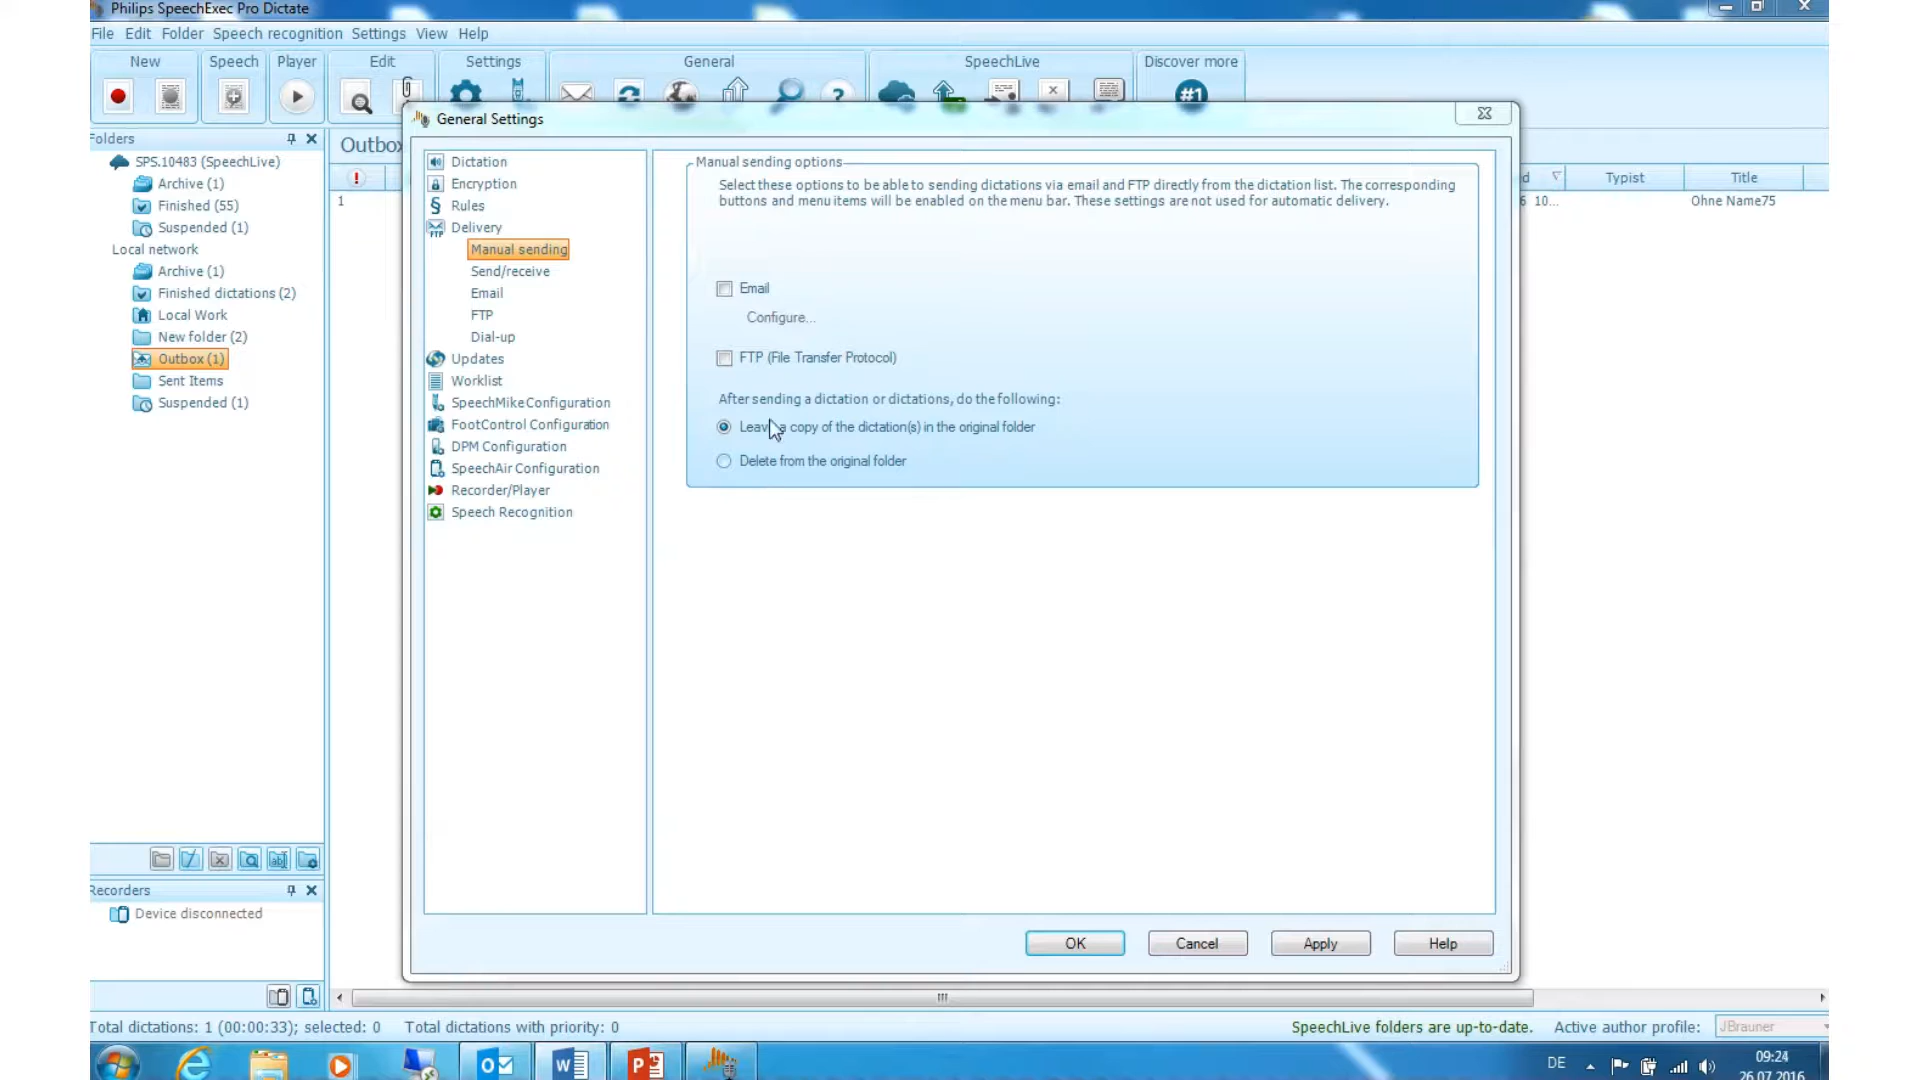 Philips SpeechExec Pro Dictate
File Edit Folder Speech recognition Settings View Help
New Speech Player Edit Settings General SpeechLive Discover more
#1
Folders
SPS.10483 (SpeechLive)
Archive (1)
Finished (55)
Suspended (1)
Local network
Archive (1)
Finished dictations (2)
Local Work
New folder (2)
Outbox (1)
Sent Items
Suspended (1)
Outbox
Typist Title
1
6 10... Ohne Name75
General Settings
Dictation
Encryption
Rules
Delivery
Manual sending
Send/receive
Email
FTP
Dial-up
Updates
Worklist
SpeechMike Configuration
FootControl Configuration
DPM Configuration
SpeechAir Configuration
Recorder/Player
Speech Recognition
Manual sending options
Select these options to be able to sending dictations via email and FTP directly from the dictation list. The corresponding
buttons and menu items will be enabled on the menu bar. These settings are not used for automatic delivery.
Email
Configure...
FTP (File Transfer Protocol)
After sending a dictation or dictations, do the following:
Leave a copy of the dictation(s) in the original folder
Delete from the original folder
OK Cancel Apply Help
Recorders
Device disconnected
Total dictations: 1 (00:00:33); selected: 0 Total dictations with priority: 0
SpeechLive folders are up-to-date. Active author profile: JBrauner
DE
09:24
26.07.2016